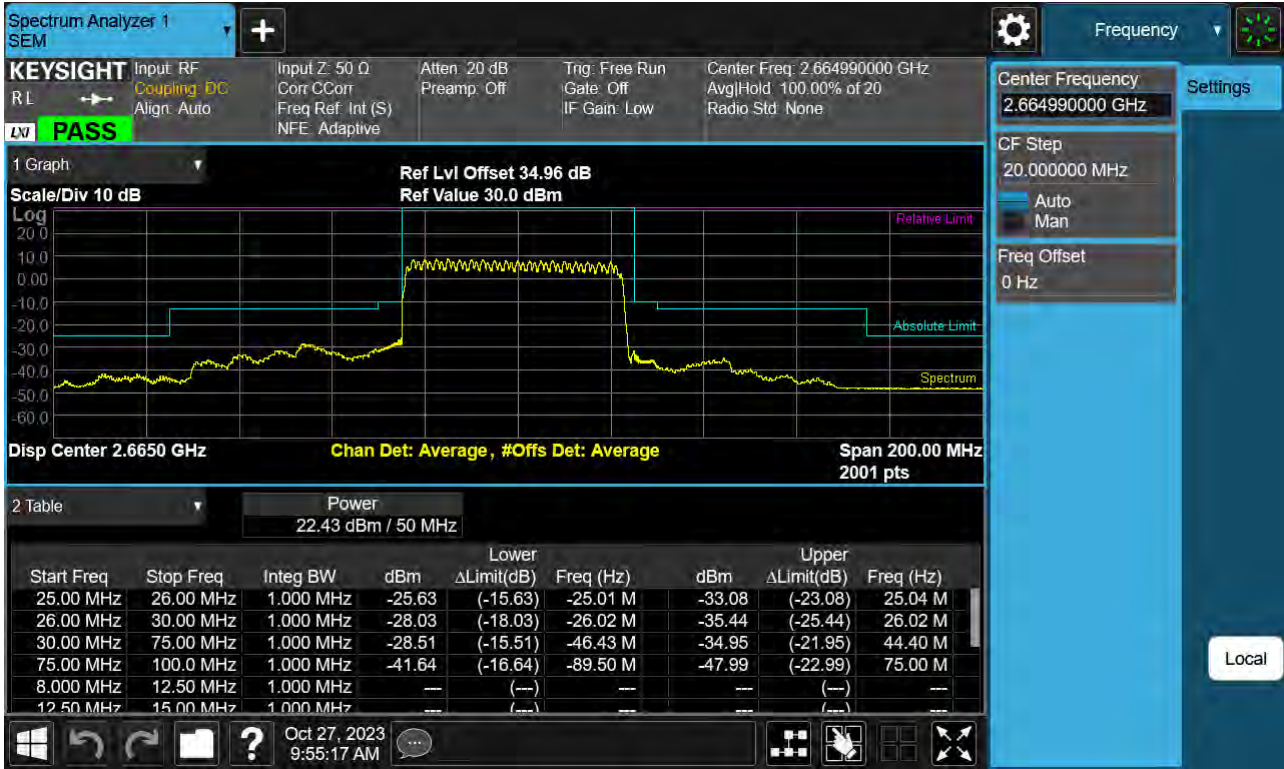 Spectrum Analyzer 1
SEM
Frequency
KEYSIGHT
R L
LXI
PASS
Input: RF
Coupling: DC
Align: Auto
Input Z: 50 Ω
Corr CCorr
Freq Ref: Int (S)
NFE: Adaptive
Atten: 20 dB
Preamp: Off
Trig: Free Run
Gate: Off
IF Gain: Low
Center Freq: 2.664990000 GHz
Avg|Hold: 100.00% of 20
Radio Std: None
Center Frequency
2.664990000 GHz
Settings
CF Step
20.000000 MHz
Auto
Man
Freq Offset
0 Hz
Local
1 Graph
Scale/Div 10 dB
Ref Lvl Offset 34.96 dB
Ref Value 30.0 dBm
Log
20.0
10.0
0.00
-10.0
-20.0
-30.0
-40.0
-50.0
-60.0
Relative Limit
Absolute Limit
Spectrum
Disp Center 2.6650 GHz
Chan Det: Average, #Offs Det: Average
Span 200.00 MHz
2001 pts
2 Table
Power
22.43 dBm / 50 MHz
Lower Upper
Start Freq Stop Freq Integ BW dBm ΔLimit(dB) Freq (Hz) dBm ΔLimit(dB) Freq (Hz)
25.00 MHz 26.00 MHz 1.000 MHz -25.63 (-15.63) -25.01 M -33.08 (-23.08) 25.04 M
26.00 MHz 30.00 MHz 1.000 MHz -28.03 (-18.03) -26.02 M -35.44 (-25.44) 26.02 M
30.00 MHz 75.00 MHz 1.000 MHz -28.51 (-15.51) -46.43 M -34.95 (-21.95) 44.40 M
75.00 MHz 100.0 MHz 1.000 MHz -41.64 (-16.64) -89.50 M -47.99 (-22.99) 75.00 M
8.000 MHz 12.50 MHz 1.000 MHz --- (---) --- --- (---) ---
12.50 MHz 15.00 MHz 1.000 MHz --- (---) --- --- (---) ---
Oct 27, 2023
9:55:17 AM